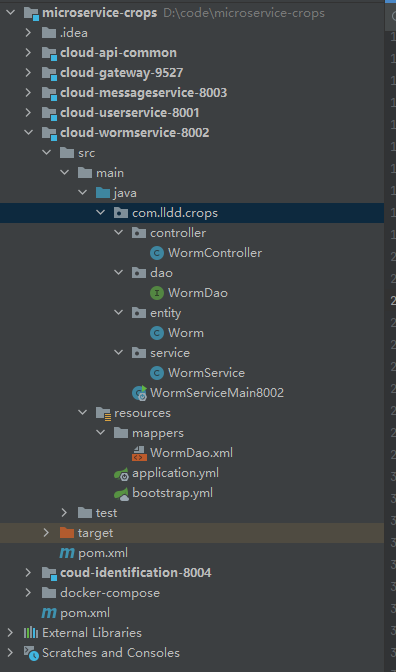 microservice-crops D:\code\microservice-crops
.idea
cloud-api-common
cloud-gateway-9527
cloud-messageservice-8003
cloud-userservice-8001
cloud-wormservice-8002
src
main
java
com.lldd.crops
controller
WormController
dao
WormDao
entity
Worm
service
WormService
WormServiceMain8002
resources
mappers
WormDao.xml
application.yml
bootstrap.yml
test
target
pom.xml
coud-identification-8004
docker-compose
pom.xml
External Libraries
Scratches and Consoles